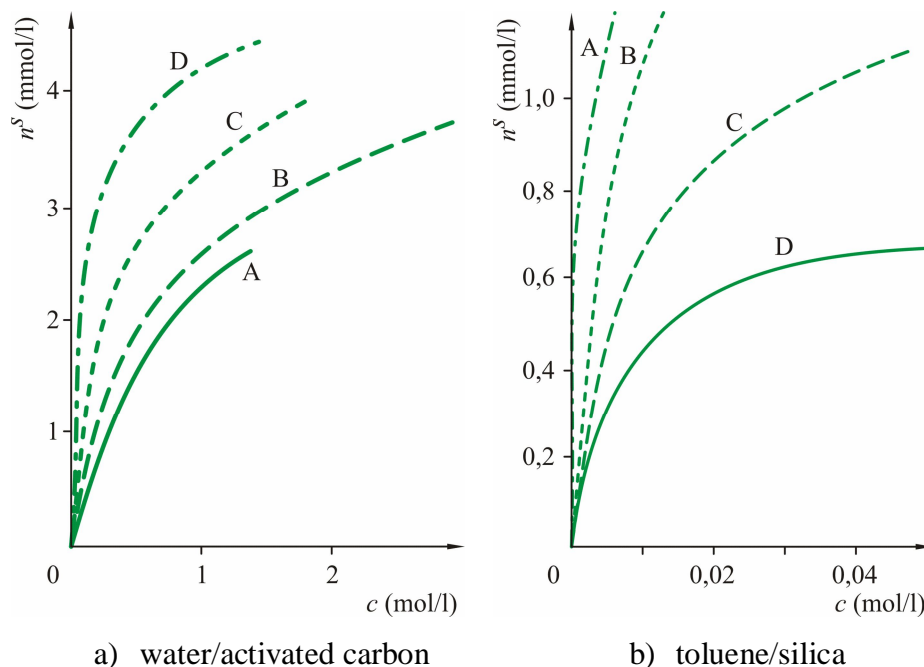 n^S (mmol/l)
4
3
2
1
0
1
2
c (mol/l)
D
C
B
A
a) water/activated carbon
n^S (mmol/l)
1,0
0,8
0,6
0,4
0,2
0
0,02
0,04
c (mol/l)
A
B
C
D
b) toluene/silica